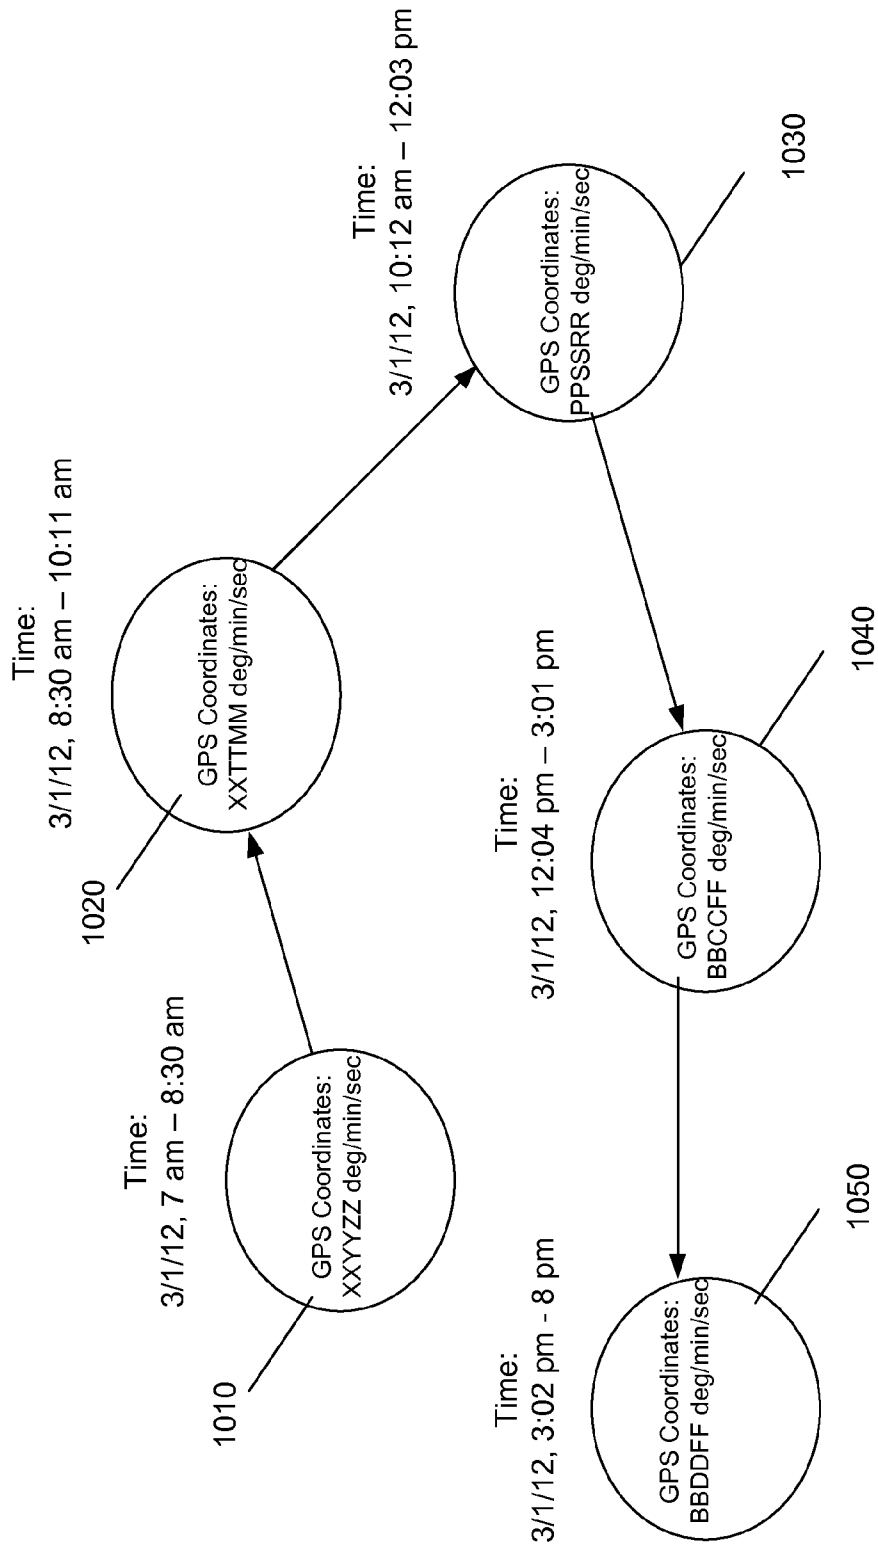 Time:
3/1/12, 7 am – 8:30 am
GPS Coordinates:
XXYYZZ deg/min/sec
1010
Time:
3/1/12, 8:30 am – 10:11 am
GPS Coordinates:
XXTTMM deg/min/sec
1020
Time:
3/1/12, 10:12 am – 12:03 pm
GPS Coordinates:
PPSSRR deg/min/sec
1030
Time:
3/1/12, 12:04 pm – 3:01 pm
GPS Coordinates:
BBCCFF deg/min/sec
1040
Time:
3/1/12, 3:02 pm - 8 pm
GPS Coordinates:
BBDDFF deg/min/sec
1050